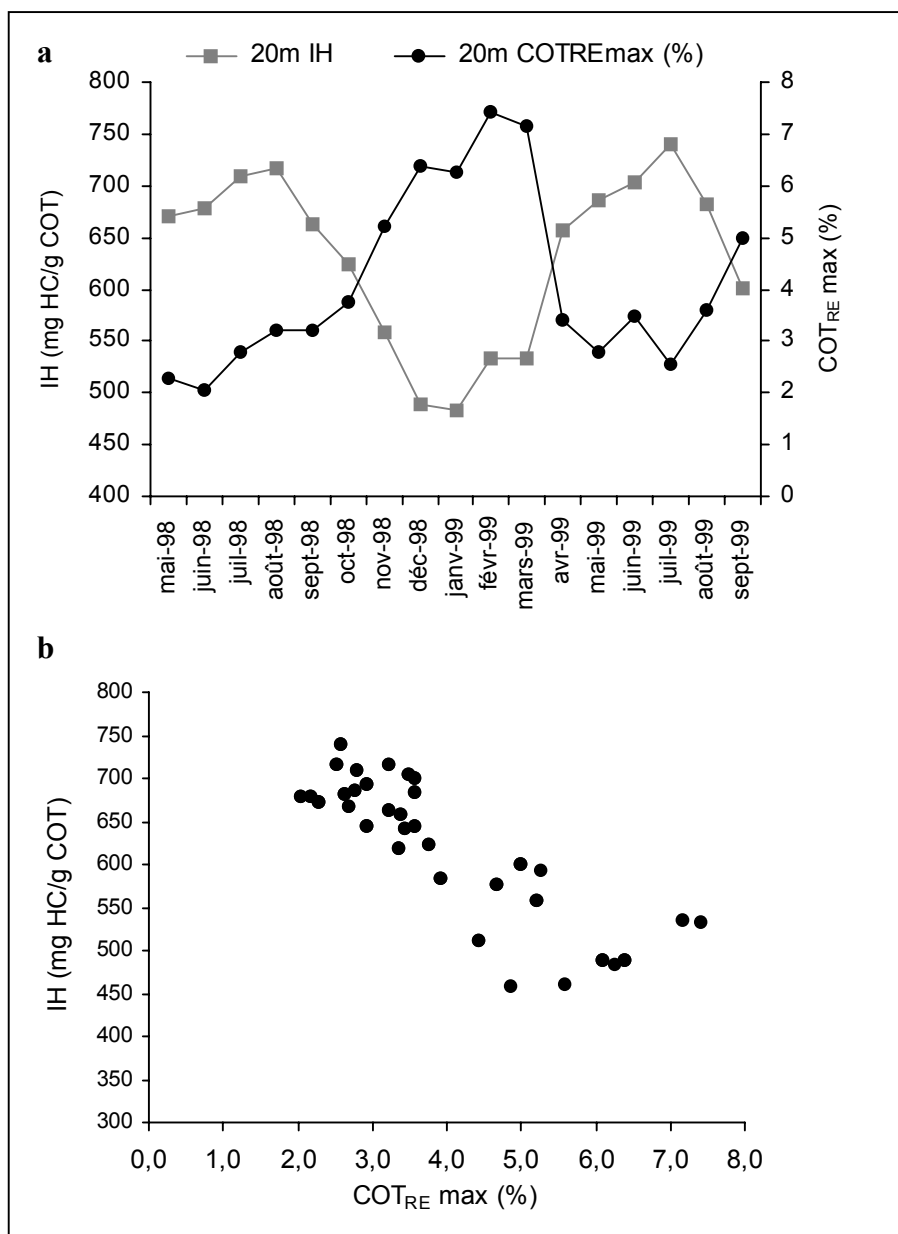 a
20m IH
20m COTREmax (%)
IH (mg HC/g COT)
800
750
700
650
600
550
500
450
400
8
7
6
5
4
3
2
1
0
COT_RE max (%)
mai-98
juin-98
juil-98
août-98
sept-98
oct-98
nov-98
déc-98
janv-99
févr-99
mars-99
avr-99
mai-99
juin-99
juil-99
août-99
sept-99
b
IH (mg HC/g COT)
800
750
700
650
600
550
500
450
400
350
300
0,0 1,0 2,0 3,0 4,0 5,0 6,0 7,0 8,0
COT_RE max (%)